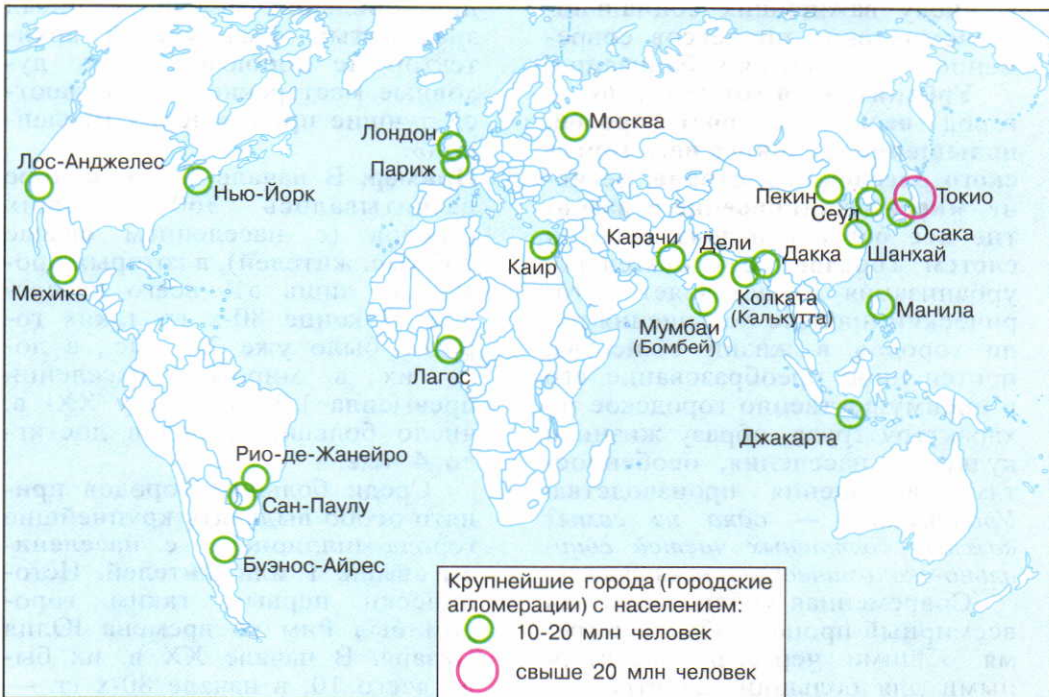 Москва
Лондон
Париж
Лос-Анджелес
Нью-Йорк
Пекин
Токио
Сеул
Осака
Карачи
Дели
Дакка
Шанхай
Каир
Мехико
Колката
(Калькутта)
Манила
Мумбаи
(Бомбей)
Лагос
Джакарта
Рио-де-Жанейро
Сан-Паулу
Буэнос-Айрес
Крупнейшие города (городские
агломерации) с населением:
10-20 млн человек
свыше 20 млн человек